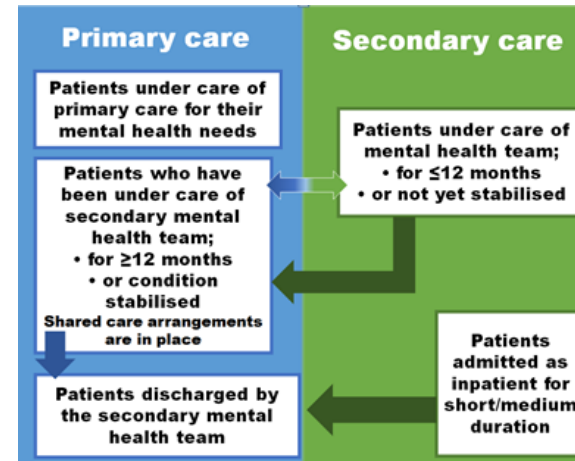 Primary care
Patients under care of
primary care for their
mental health needs
Patients who have
been under care of
secondary mental
health team;
• for ≥12 months
• or condition
stabilised
Shared care arrangements
are in place
Patients discharged by
the secondary mental
health team
Secondary care
Patients under care of
mental health team;
• for ≤12 months
• or not yet stabilised
Patients
admitted as
inpatient for
short/medium
duration